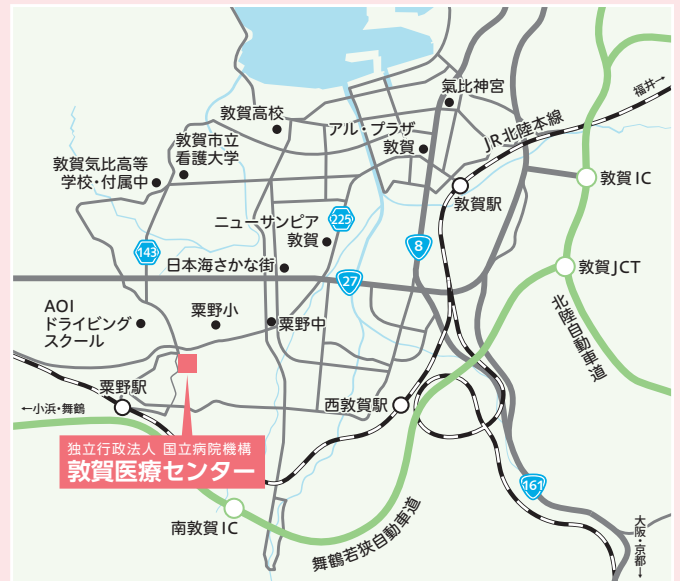 氣比神宮
福井→
敦賀高校
アル・プラザ
敦賀
JR北陸本線
敦賀市立
看護大学
敦賀気比高等
学校・付属中
敦賀IC
敦賀駅
ニューサンピア
敦賀
225
143
8
日本海さかな街
27
敦賀JCT
AOI
ドライビング
スクール
粟野小
粟野中
北陸自動車道
粟野駅
←小浜・舞鶴
西敦賀駅
独立行政法人 国立病院機構
敦賀医療センター
161
南敦賀IC
舞鶴若狭自動車道
大阪・京都→